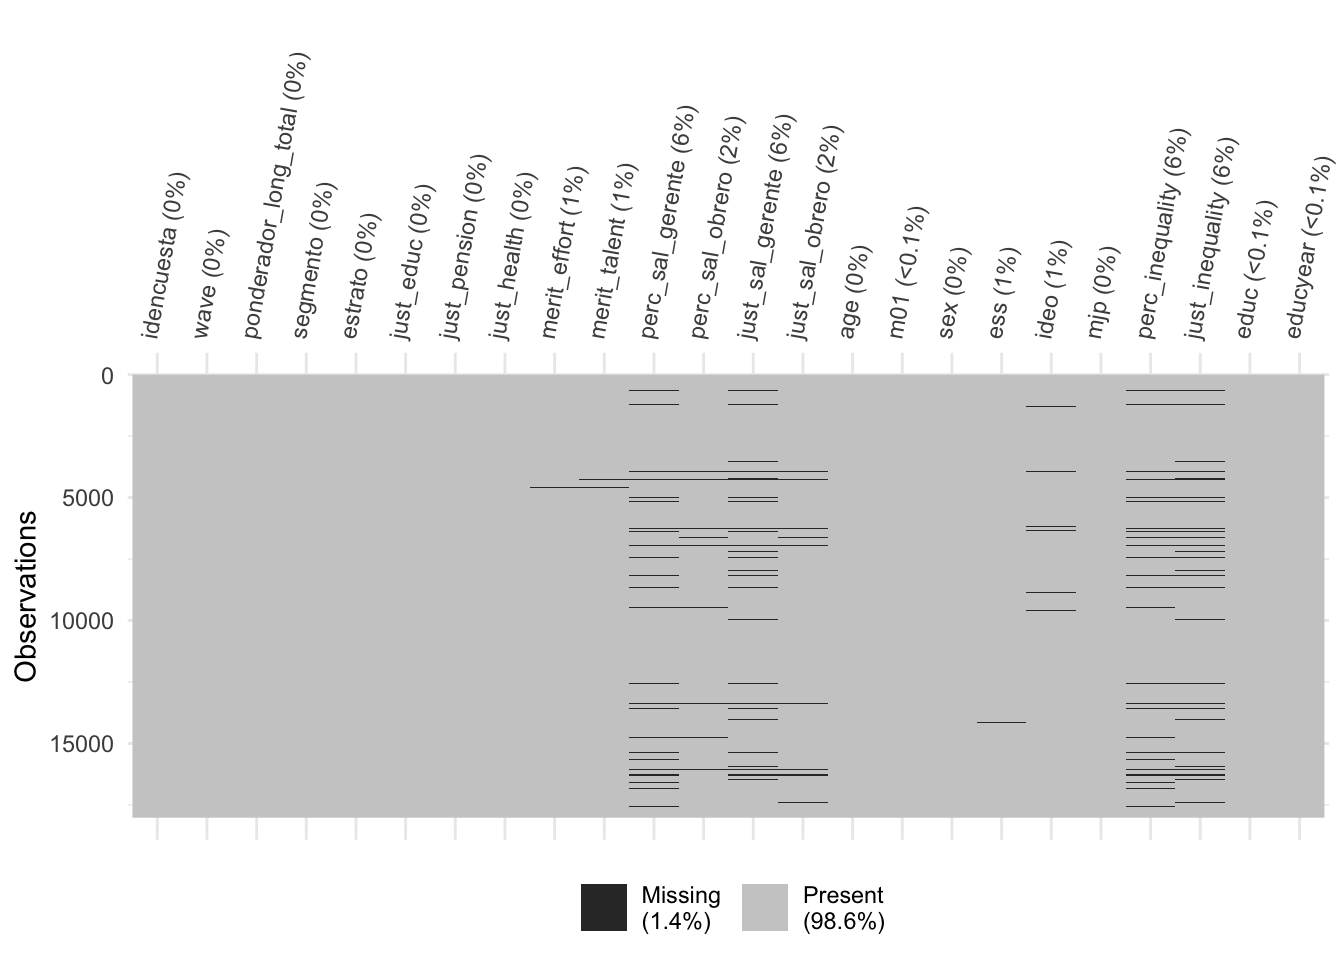 idencuesta (0%)
wave (0%)
ponderador_long_total (0%)
segmento (0%)
estrato (0%)
just_educ (0%)
just_pension (0%)
just_health (0%)
merit_effort (1%)
merit_talent (1%)
perc_sal_gerente (6%)
perc_sal_obrero (2%)
just_sal_gerente (6%)
just_sal_obrero (2%)
age (0%)
m01 (<0.1%)
sex (0%)
ess (1%)
ideo (1%)
mjp (0%)
perc_inequality (6%)
just_inequality (6%)
educ (<0.1%)
educyear (<0.1%)
0
5000
10000
15000
Observations
Missing
(1.4%)
Present
(98.6%)